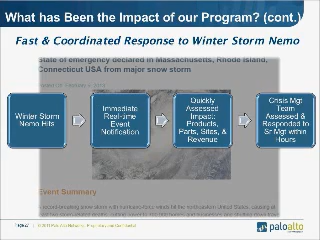 What has Been the Impact of our Program? (cont.)
Fast & Coordinated Response to Winter Storm Nemo
State of emergency declared in Massachusetts, Rhode Island,
Connecticut USA from major snow storm
Winter Storm
Nemo Hits
Immediate
Real-time
Event
Notification
Quickly
Assessed
Impact:
Products,
Parts, Sites, &
Revenue
Crisis Mgt
Team
Assessed &
Responded to
Sr Mgt within
Hours
Event Summary
paloalto